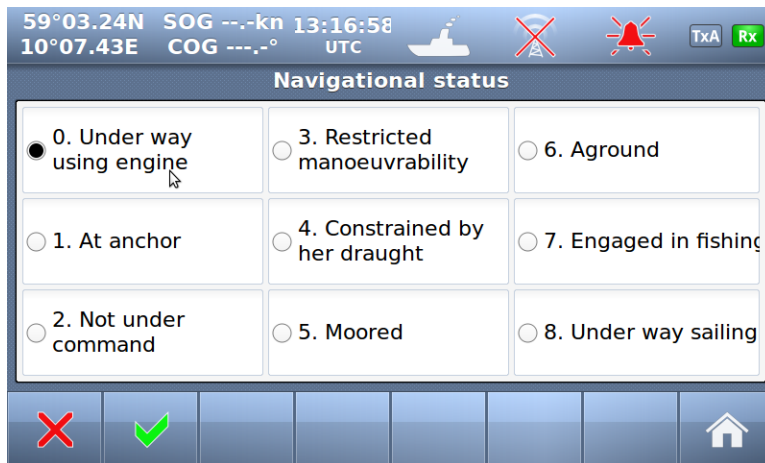 59°03.24N SOG --.-kn 13:16:58 TxA Rx
10°07.43E COG ---.-° UTC
Navigational status
0. Under way
using engine
3. Restricted
manoeuvrability
6. Aground
1. At anchor
4. Constrained by
her draught
7. Engaged in fishing
2. Not under
command
5. Moored
8. Under way sailing